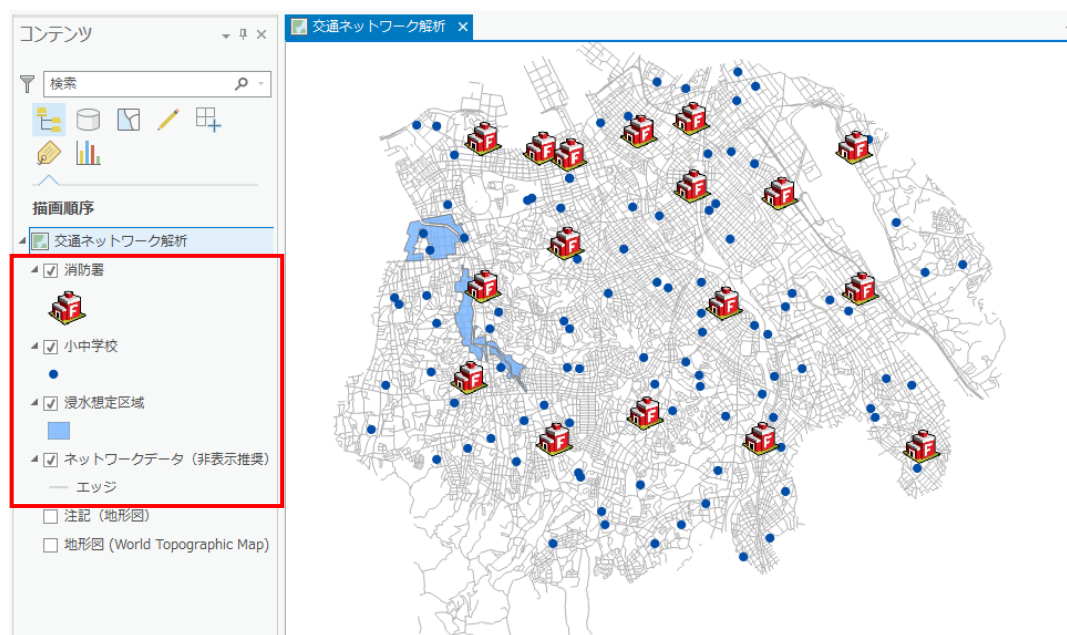 コンテンツ
交通ネットワーク解析
検索
描画順序
交通ネットワーク解析
消防署
小中学校
浸水想定区域
ネットワークデータ（非表示推奨）
エッジ
注記（地形図）
地形図 (World Topographic Map)